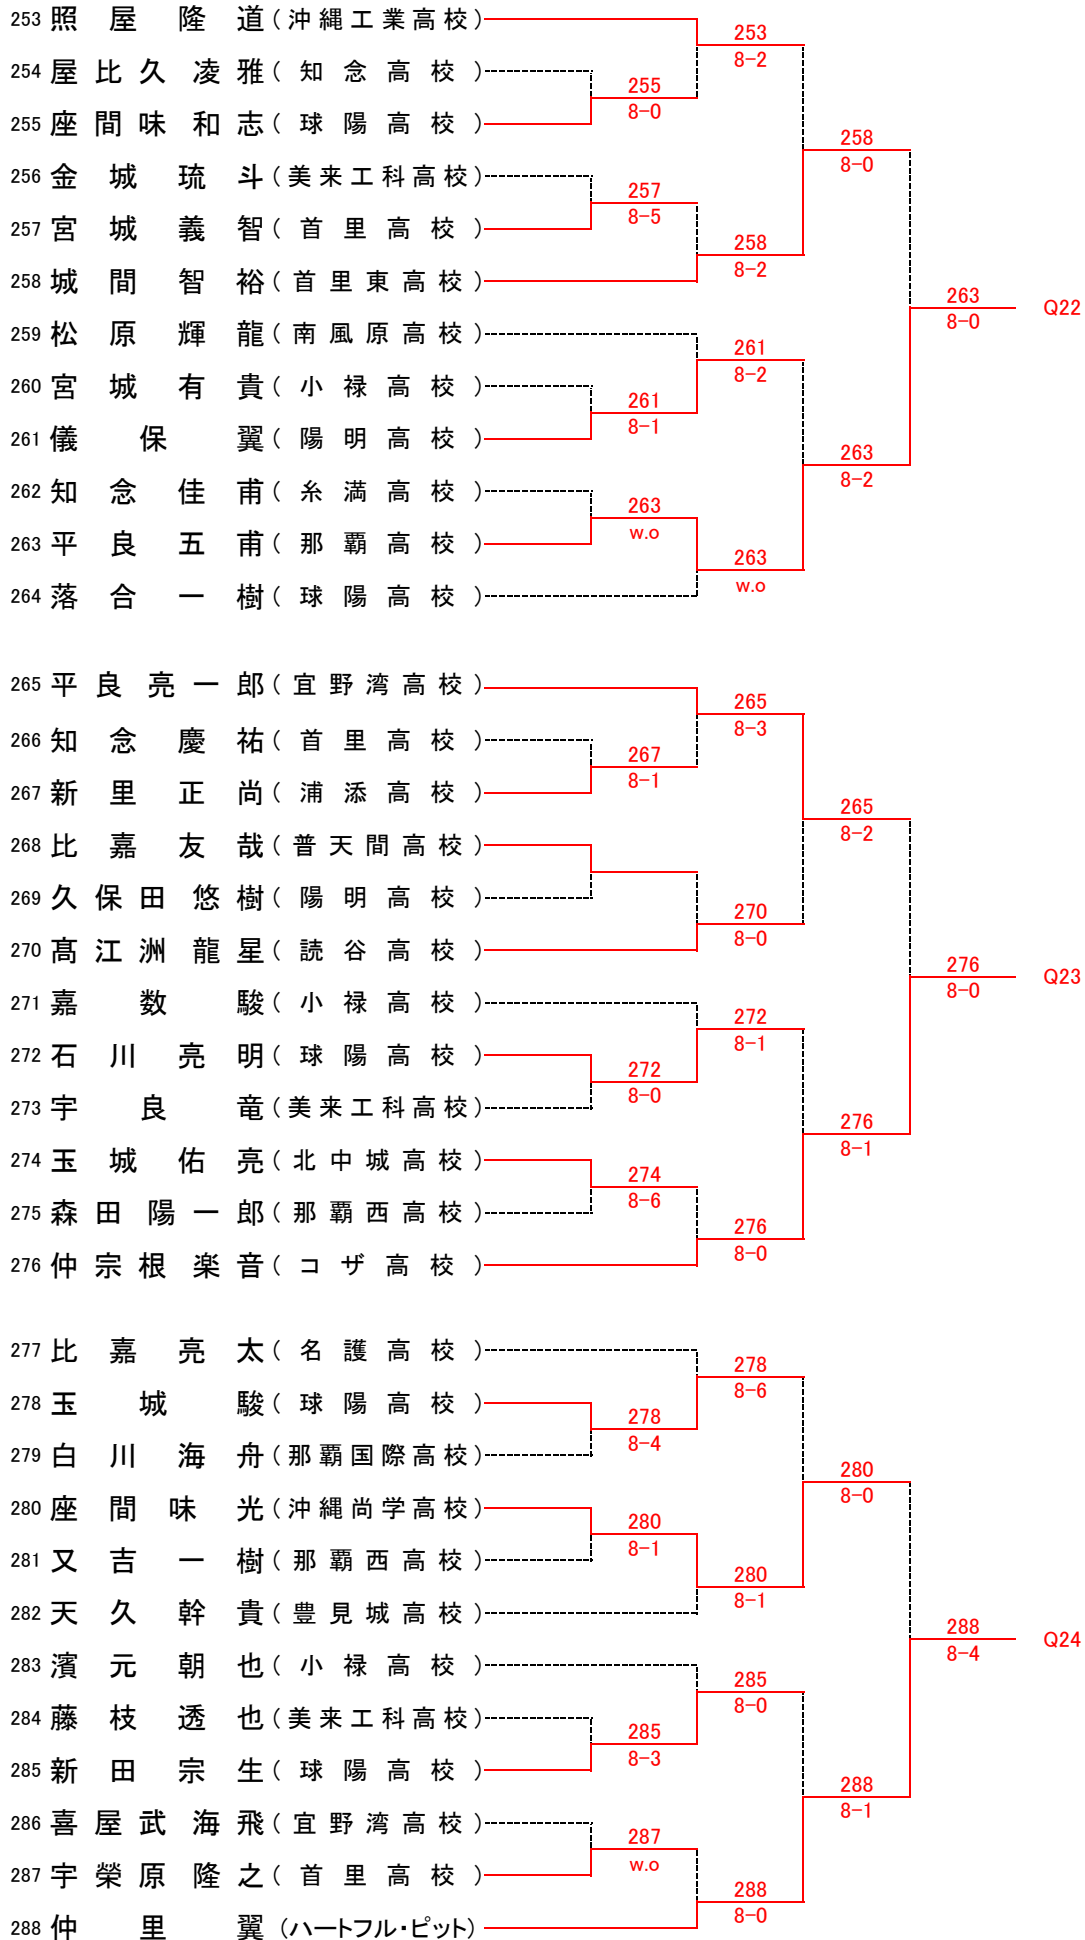 253 照屋隆道(沖縄工業高校)
253
8-2
254 屋比久凌雅(知念高校)
255
8-0
255 座間味和志(球陽高校)
258
8-0
256 金城琉斗(美来工科高校)
257
8-5
257 宮城義智(首里高校)
258
8-2
258 城間智裕(首里東高校)
263
8-0
Q22
259 松原輝龍(南風原高校)
261
8-2
260 宮城有貴(小禄高校)
261
8-1
261 儀保翼(陽明高校)
263
8-2
262 知念佳甫(糸満高校)
263
w.o
263 平良五甫(那覇高校)
263
w.o
264 落合一樹(球陽高校)
265 平良亮一郎(宜野湾高校)
265
8-3
266 知念慶祐(首里高校)
267
8-1
267 新里正尚(浦添高校)
265
8-2
268 比嘉友哉(普天間高校)
269 久保田悠樹(陽明高校)
270
8-0
270 髙江洲龍星(読谷高校)
276
8-0
Q23
271 嘉数駿(小禄高校)
272
8-1
272 石川亮明(球陽高校)
272
8-0
273 宇良竜(美来工科高校)
276
8-1
274 玉城佑亮(北中城高校)
274
8-6
275 森田陽一郎(那覇西高校)
276
8-0
276 仲宗根楽音(コザ高校)
277 比嘉亮太(名護高校)
278
8-6
278 玉城駿(球陽高校)
278
8-4
279 白川海舟(那覇国際高校)
280
8-0
280 座間味光(沖縄尚学高校)
280
8-1
281 又吉一樹(那覇西高校)
280
8-1
282 天久幹貴(豊見城高校)
288
8-4
Q24
283 濱元朝也(小禄高校)
285
8-0
284 藤枝透也(美来工科高校)
285
8-3
285 新田宗生(球陽高校)
288
8-1
286 喜屋武海飛(宜野湾高校)
287
w.o
287 宇榮原隆之(首里高校)
288
8-0
288 仲里翼(ハートフル・ピット)